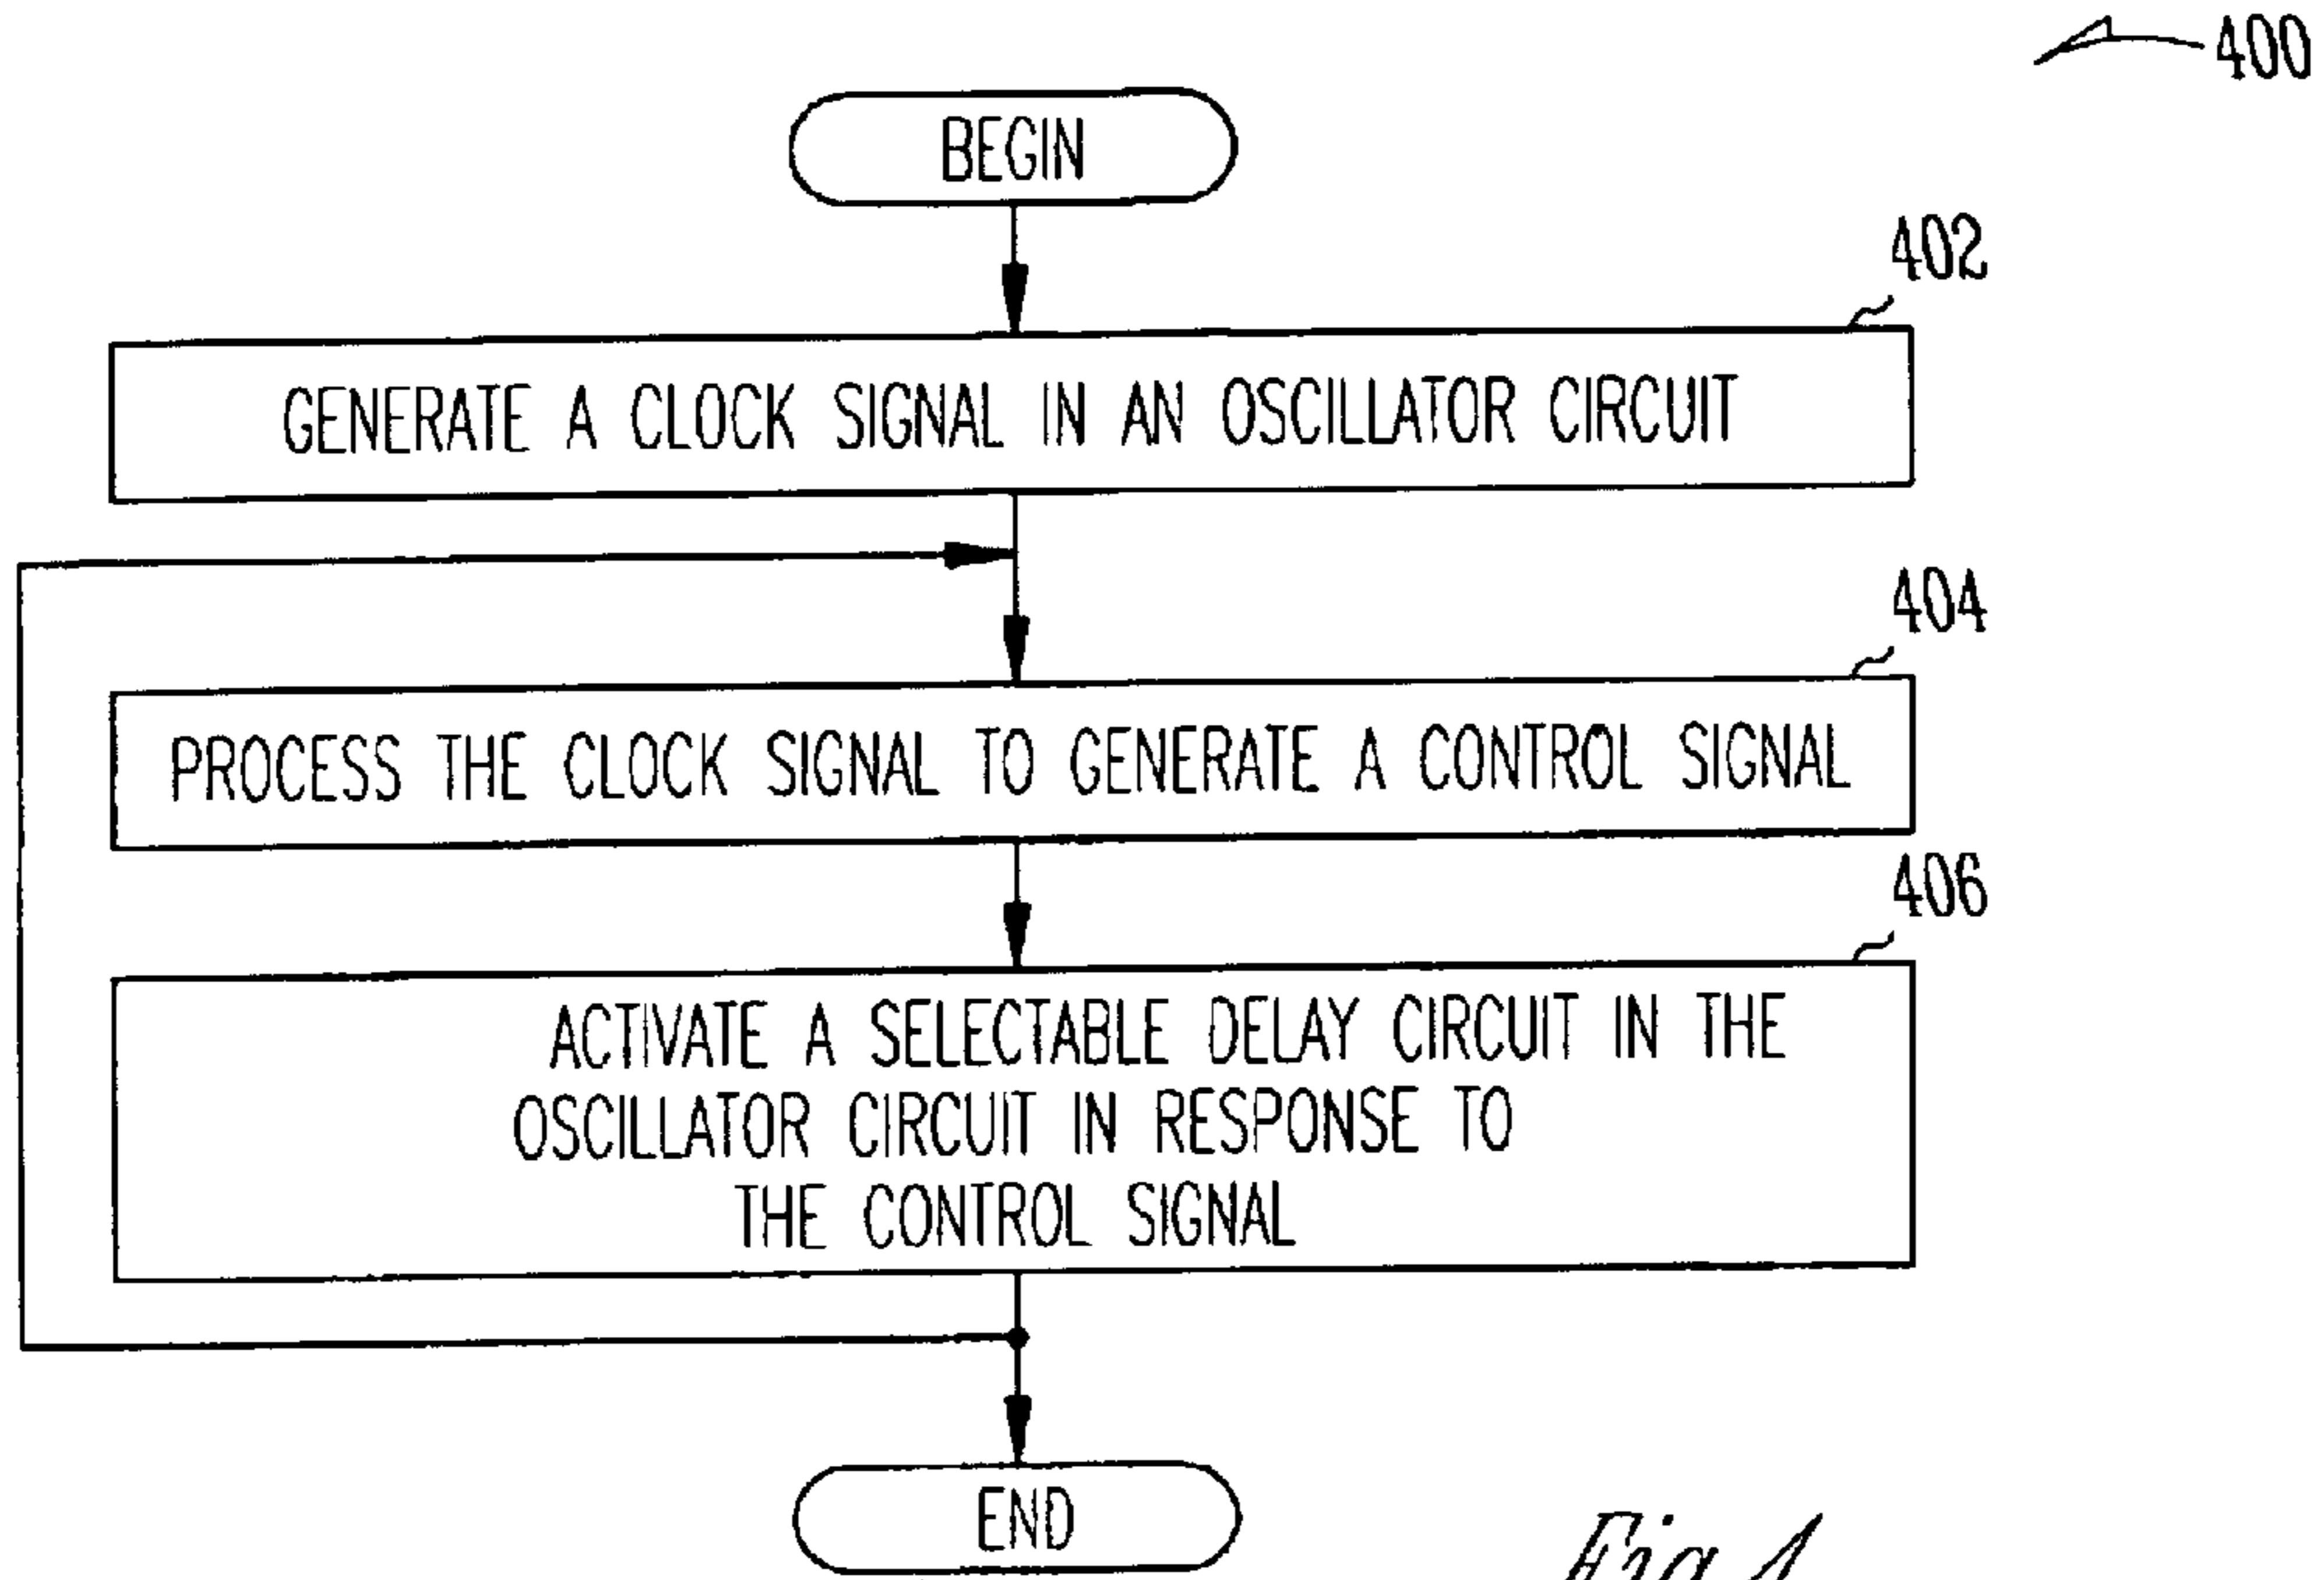 400
BEGIN
402
GENERATE A CLOCK SIGNAL IN AN OSCILLATOR CIRCUIT
404
PROCESS THE CLOCK SIGNAL TO GENERATE A CONTROL SIGNAL
406
ACTIVATE A SELECTABLE DELAY CIRCUIT IN THE
OSCILLATOR CIRCUIT IN RESPONSE TO
THE CONTROL SIGNAL
END
Fig.